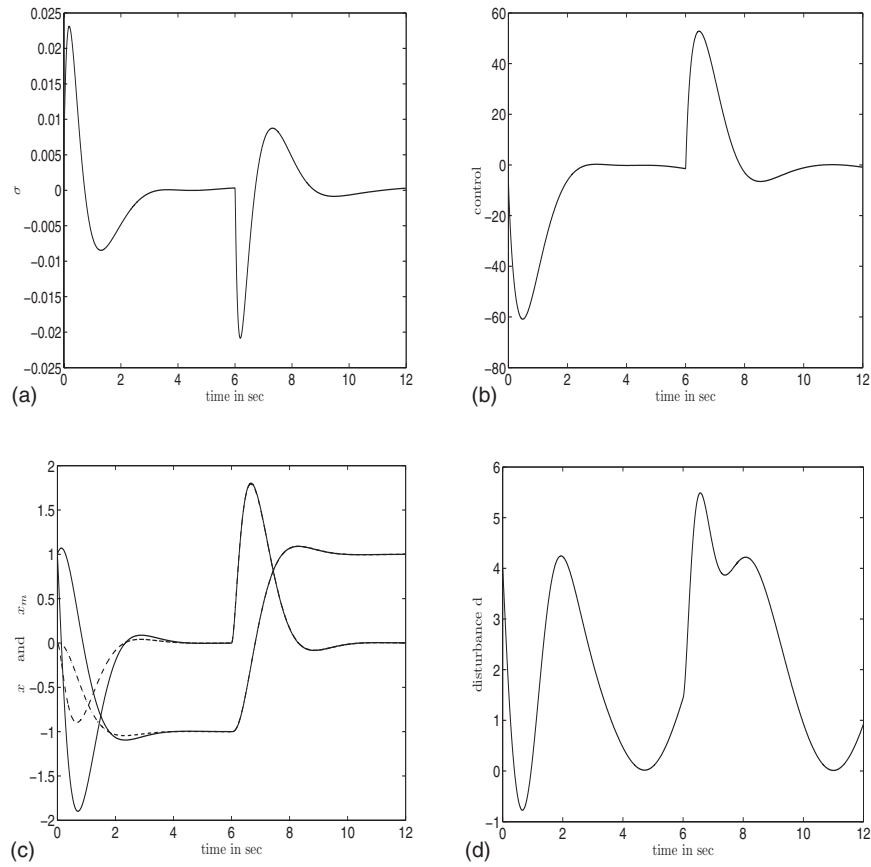 0.025
0.02
0.015
0.01
0.005
0
−0.005
−0.01
−0.015
−0.02
−0.025
σ
0 2 4 6 8 10 12
time in sec
(a)
60
40
20
0
−20
−40
−60
−80
control
0 2 4 6 8 10 12
time in sec
(b)
2
1.5
1
0.5
0
−0.5
−1
−1.5
−2
x and x_m
0 2 4 6 8 10 12
time in sec
(c)
6
5
4
3
2
1
0
−1
disturbance d
0 2 4 6 8 10 12
time in sec
(d)